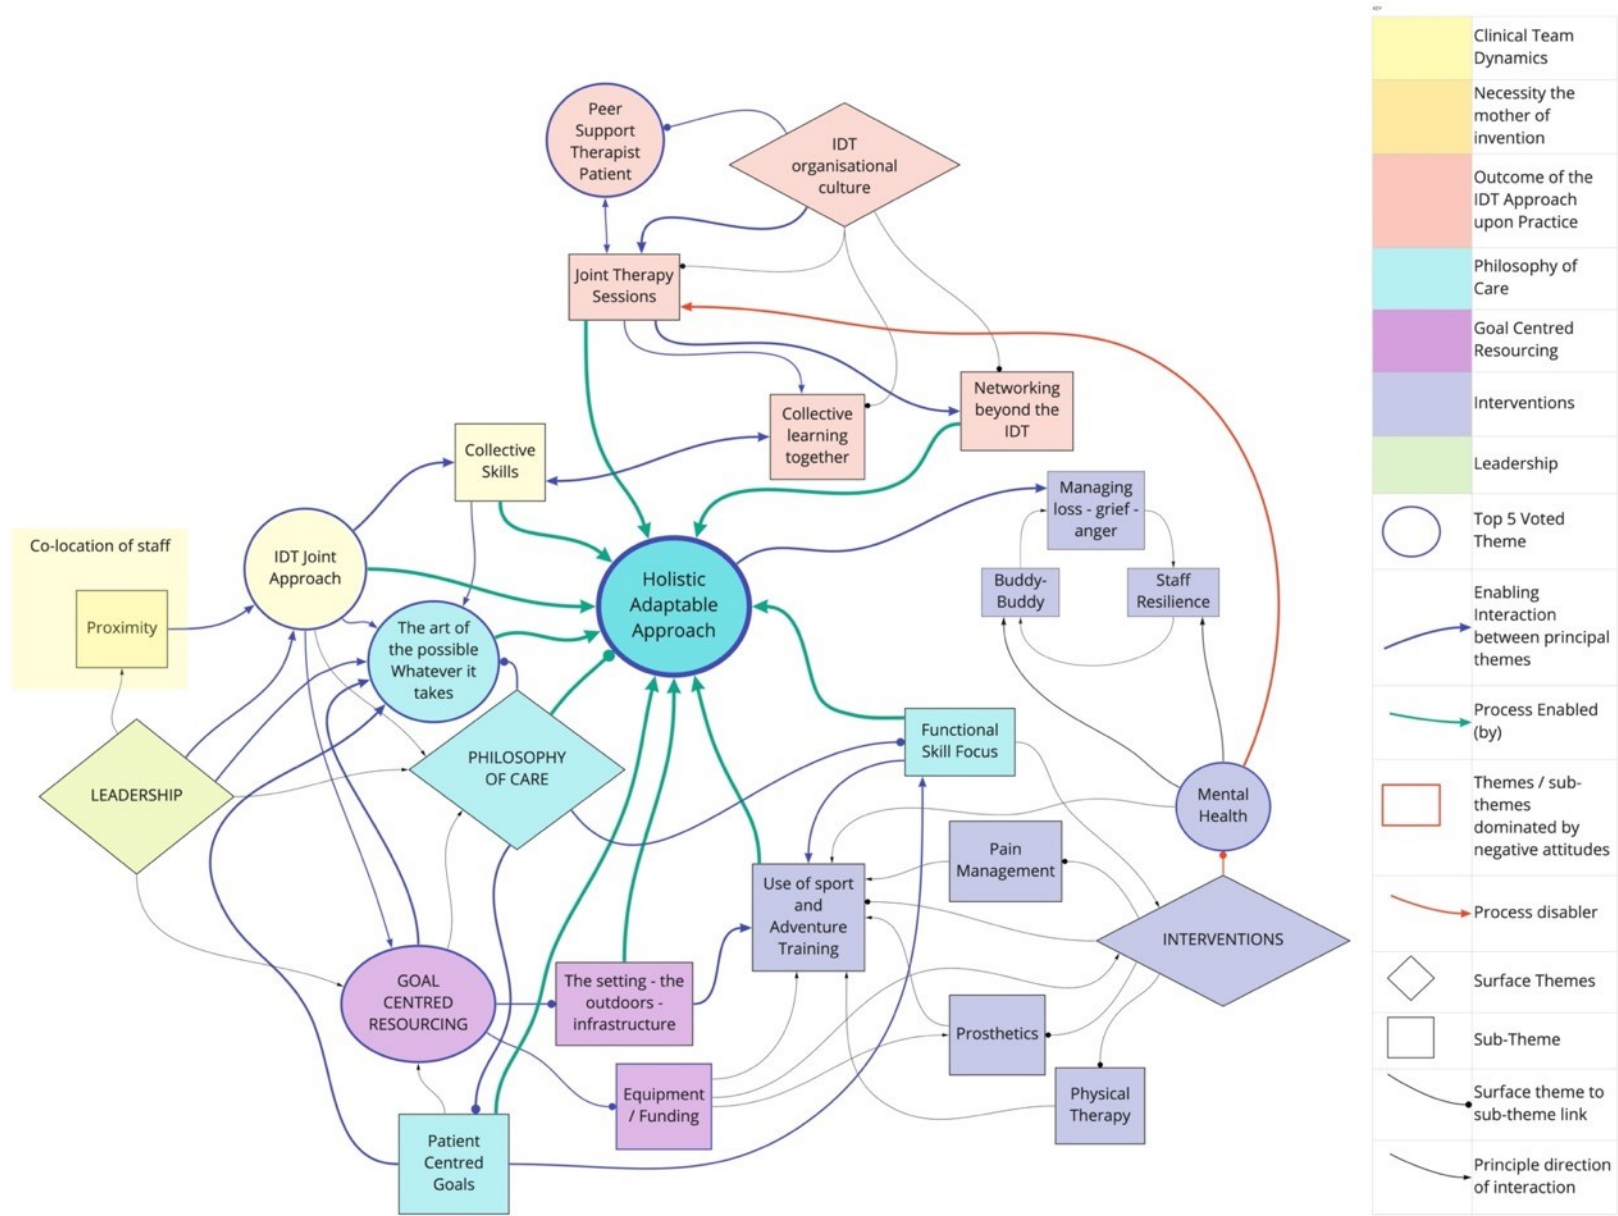 KEY
Peer
Support
Therapist
Patient
IDT
organisational
culture
Joint Therapy
Sessions
Collective
learning
together
Networking
beyond the
IDT
Collective
Skills
Managing
loss - grief -
anger
Co-location of staff
Proximity
IDT Joint
Approach
Holistic
Adaptable
Approach
Buddy-
Buddy
Staff
Resilience
The art of
the possible
Whatever it
takes
LEADERSHIP
PHILOSOPHY
OF CARE
Functional
Skill Focus
Mental
Health
Pain
Management
Use of sport
and
Adventure
Training
INTERVENTIONS
GOAL
CENTRED
RESOURCING
The setting - the
outdoors -
infrastructure
Prosthetics
Equipment
/ Funding
Physical
Therapy
Patient
Centred
Goals
Clinical Team
Dynamics
Necessity the
mother of
invention
Outcome of the
IDT Approach
upon Practice
Philosophy of
Care
Goal Centred
Resourcing
Interventions
Leadership
Top 5 Voted
Theme
Enabling
Interaction
between principal
themes
Process Enabled
(by)
Themes / sub-
themes
dominated by
negative attitudes
Process disabler
Surface Themes
Sub-Theme
Surface theme to
sub-theme link
Principle direction
of interaction